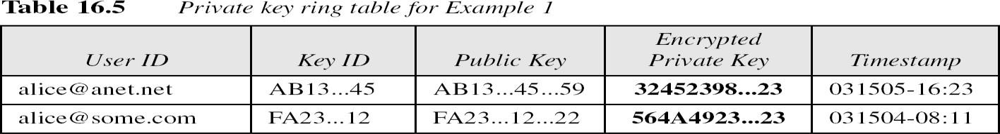 Table 16.5 Private key ring table for Example 1
User ID Key ID Public Key Encrypted Private Key Timestamp
alice@anet.net AB13...45 AB13...45...59 32452398...23 031505-16:23
alice@some.com FA23...12 FA23...12...22 564A4923...23 031504-08:11